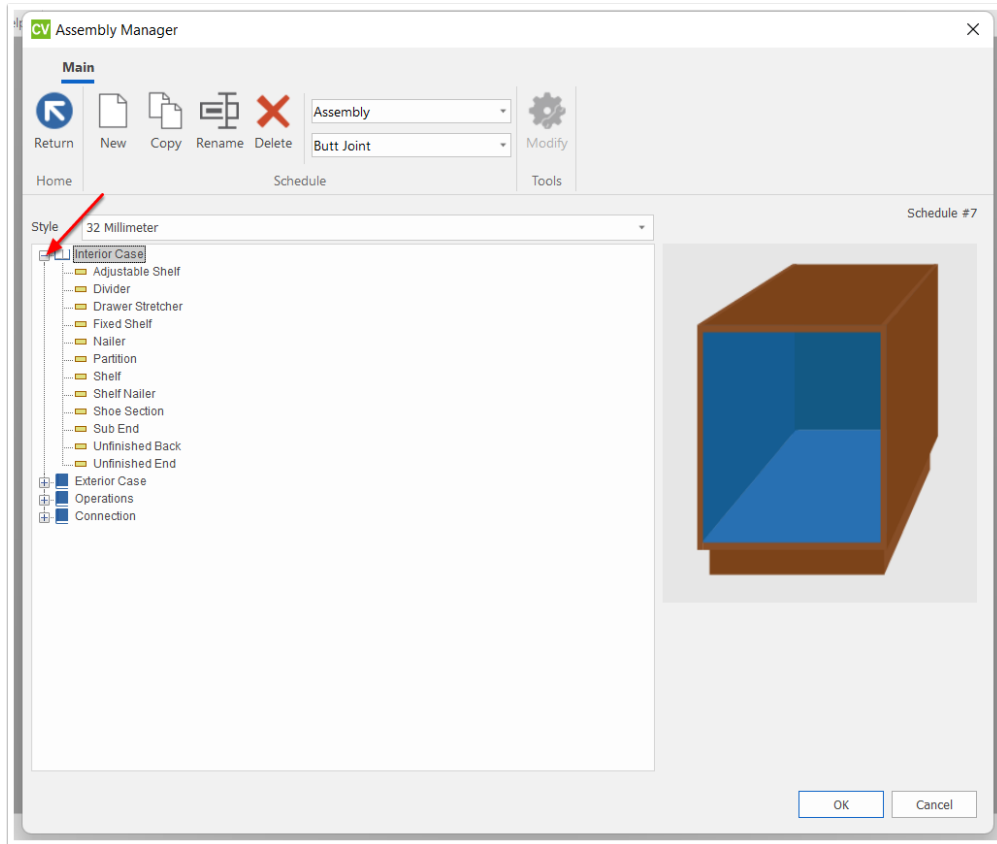 CV Assembly Manager
Main
Return
New
Copy
Rename
Delete
Assembly
Butt Joint
Modify
Home
Schedule
Tools
Schedule #7
Style
32 Millimeter
Interior Case
Adjustable Shelf
Divider
Drawer Stretcher
Fixed Shelf
Nailer
Partition
Shelf
Shelf Nailer
Shoe Section
Sub End
Unfinished Back
Unfinished End
Exterior Case
Operations
Connection
OK
Cancel